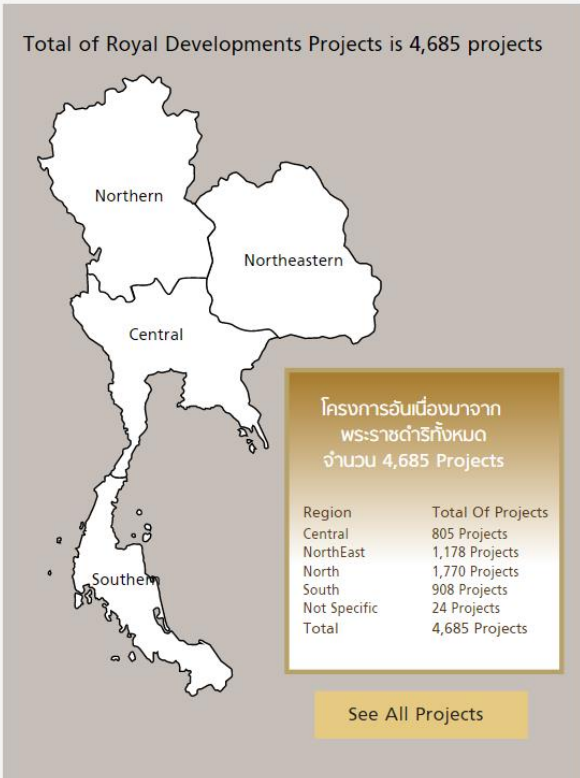 Total of Royal Developments Projects is 4,685 projects
Northern
Northeastern
Central
Southern
โครงการอันเนื่องมาจาก
พระราชดำริทั้งหมด
จำนวน 4,685 Projects
Region Total Of Projects
Central 805 Projects
NorthEast 1,178 Projects
North 1,770 Projects
South 908 Projects
Not Specific 24 Projects
Total 4,685 Projects
See All Projects